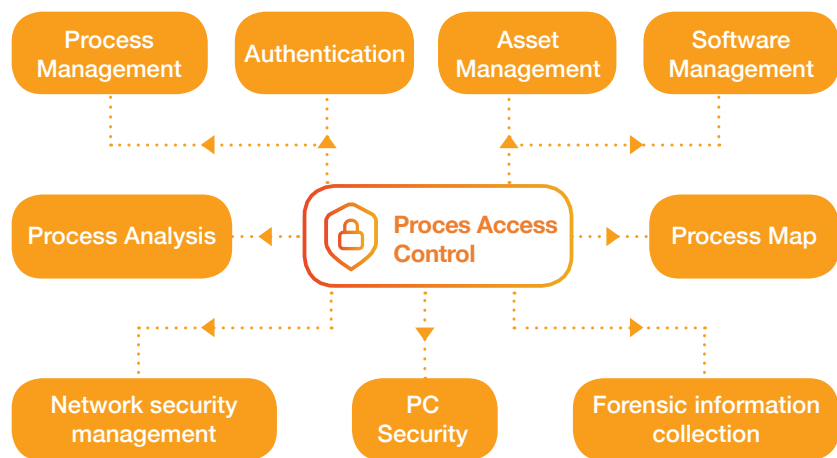 Process
Management
Authentication
Asset
Management
Software
Management
Process Analysis
Proces Access
Control
Process Map
Network security
management
PC
Security
Forensic information
collection